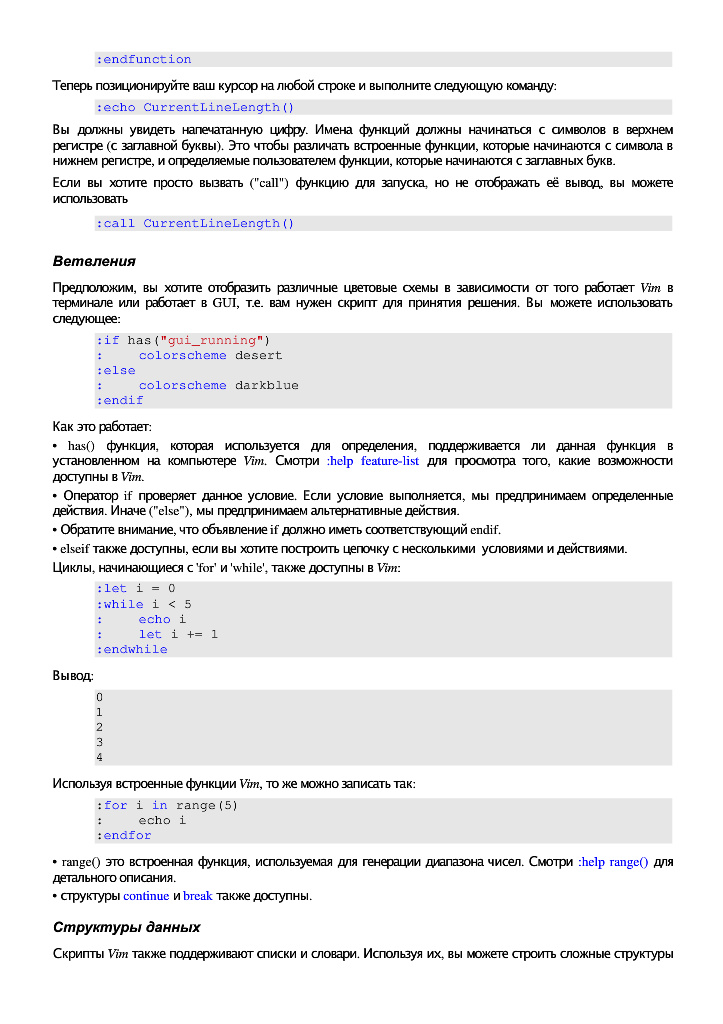 :endfunction
Теперь позиционируйте ваш курсор на любой строке и выполните следующую команду:
:echo CurrentLineLength()
Вы должны увидеть напечатанную цифру. Имена функций должны начинаться с символов в верхнем
регистре (с заглавной буквы). Это чтобы различать встроенные функции, которые начинаются с символа в
нижнем регистре, и определяемые пользователем функции, которые начинаются с заглавных букв.
Если вы хотите просто вызвать ("call") функцию для запуска, но не отображать её вывод, вы можете
использовать
:call CurrentLineLength()
Ветвления
Предположим, вы хотите отобразить различные цветовые схемы в зависимости от того работает Vim в
терминале или работает в GUI, т.е. вам нужен скрипт для принятия решения. Вы можете использовать
следующее:
:if has("gui_running")
:    colorscheme desert
:else
:    colorscheme darkblue
:endif
Как это работает:
• has() функция, которая используется для определения, поддерживается ли данная функция в
установленном на компьютере Vim. Смотри :help feature-list для просмотра того, какие возможности
доступны в Vim.
• Оператор if проверяет данное условие. Если условие выполняется, мы предпринимаем определенные
действия. Иначе ("else"), мы предпринимаем альтернативные действия.
• Обратите внимание, что объявление if должно иметь соответствующий endif.
• elseif также доступны, если вы хотите построить цепочку с несколькими условиями и действиями.
Циклы, начинающиеся с 'for' и 'while', также доступны в Vim:
:let i = 0
:while i < 5
:    echo i
:    let i += 1
:endwhile
Вывод:
0
1
2
3
4
Используя встроенные функции Vim, то же можно записать так:
:for i in range(5)
:    echo i
:endfor
• range() это встроенная функция, используемая для генерации диапазона чисел. Смотри :help range() для
детального описания.
• структуры continue и break также доступны.
Структуры данных
Скрипты Vim также поддерживают списки и словари. Используя их, вы можете строить сложные структуры